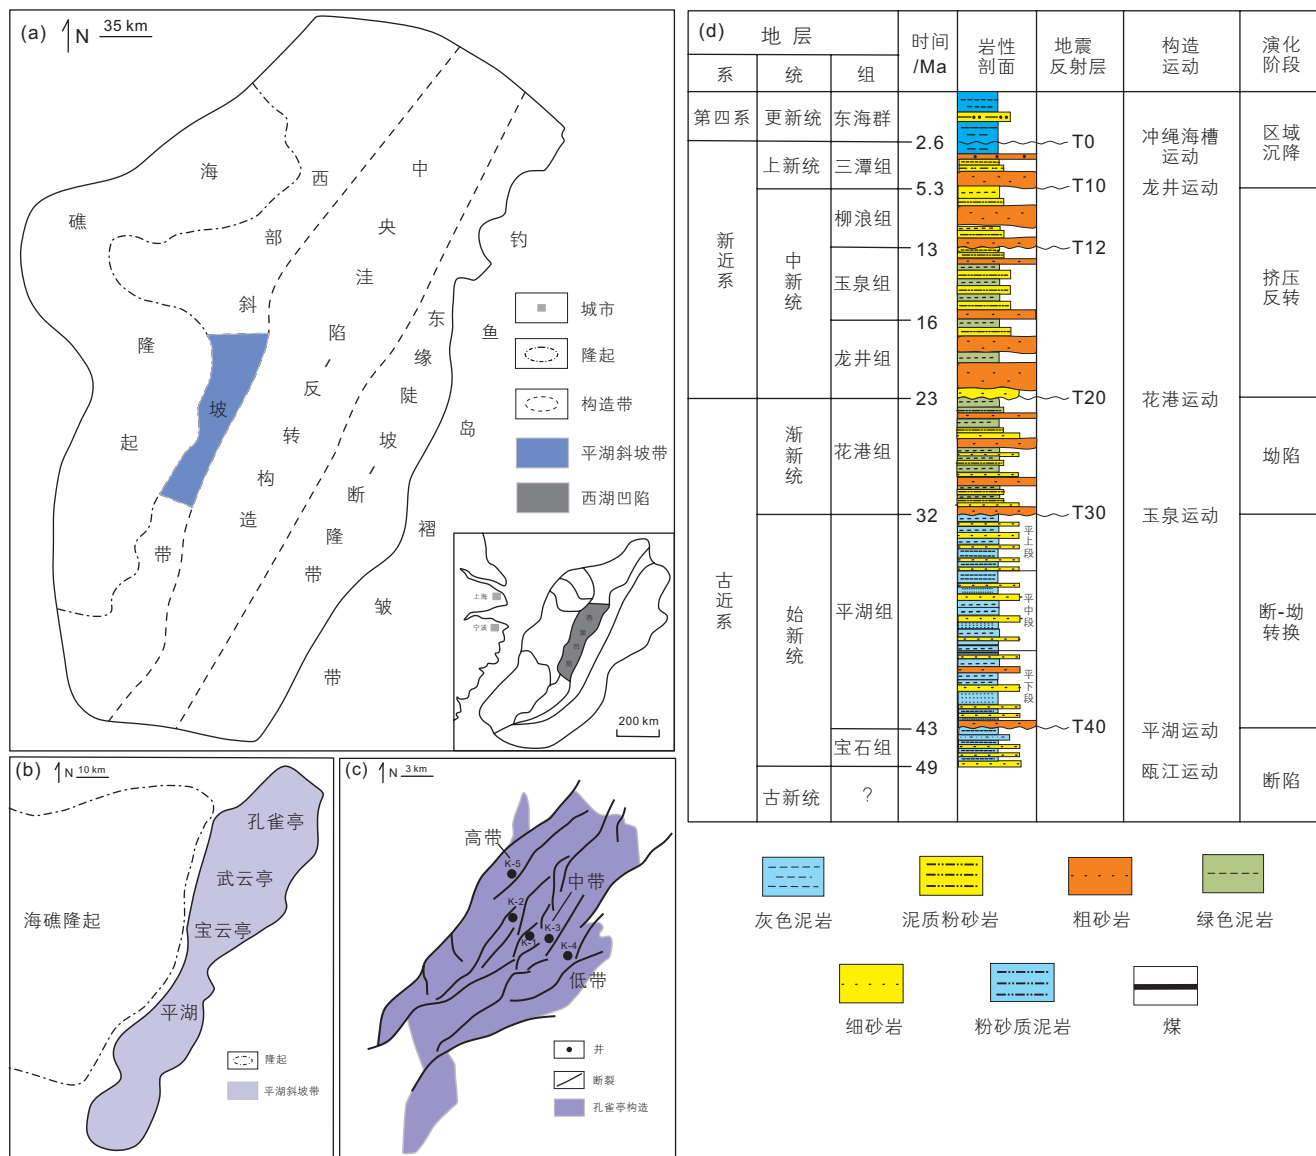 (a)
N
35 km
海
礁
隆
起
带
西
部
斜
坡
中
央
洼
陷
反
转
构
造
带
东
缘
陡
坡
断
隆
带
钓
鱼
岛
褶
皱
带
城市
隆起
构造带
平湖斜坡带
西湖凹陷
上海
宁波
西
湖
凹
陷
200 km
(b)
N
10 km
孔雀亭
武云亭
宝云亭
平湖
海礁隆起
隆起
平湖斜坡带
(c)
N
3 km
高带
K-5
中带
K-2
K-1
K-3
K-4
低带
井
断裂
孔雀亭构造
(d)
地 层
时间
/Ma
岩性
剖面
地震
反射层
构造
运动
演化
阶段
系
统
组
第四系
更新统
东海群
2.6
T0
冲绳海槽
运动
区域
沉降
上新统
三潭组
5.3
T10
龙井运动
新近系
中新统
柳浪组
13
T12
玉泉组
挤压
反转
16
龙井组
23
T20
花港运动
渐新统
花港组
坳陷
32
T30
玉泉运动
古近系
始新统
平湖组
平上段
平中段
平下段
断-坳
转换
43
T40
平湖运动
宝石组
49
瓯江运动
断陷
古新统
?
灰色泥岩
泥质粉砂岩
粗砂岩
绿色泥岩
细砂岩
粉砂质泥岩
煤